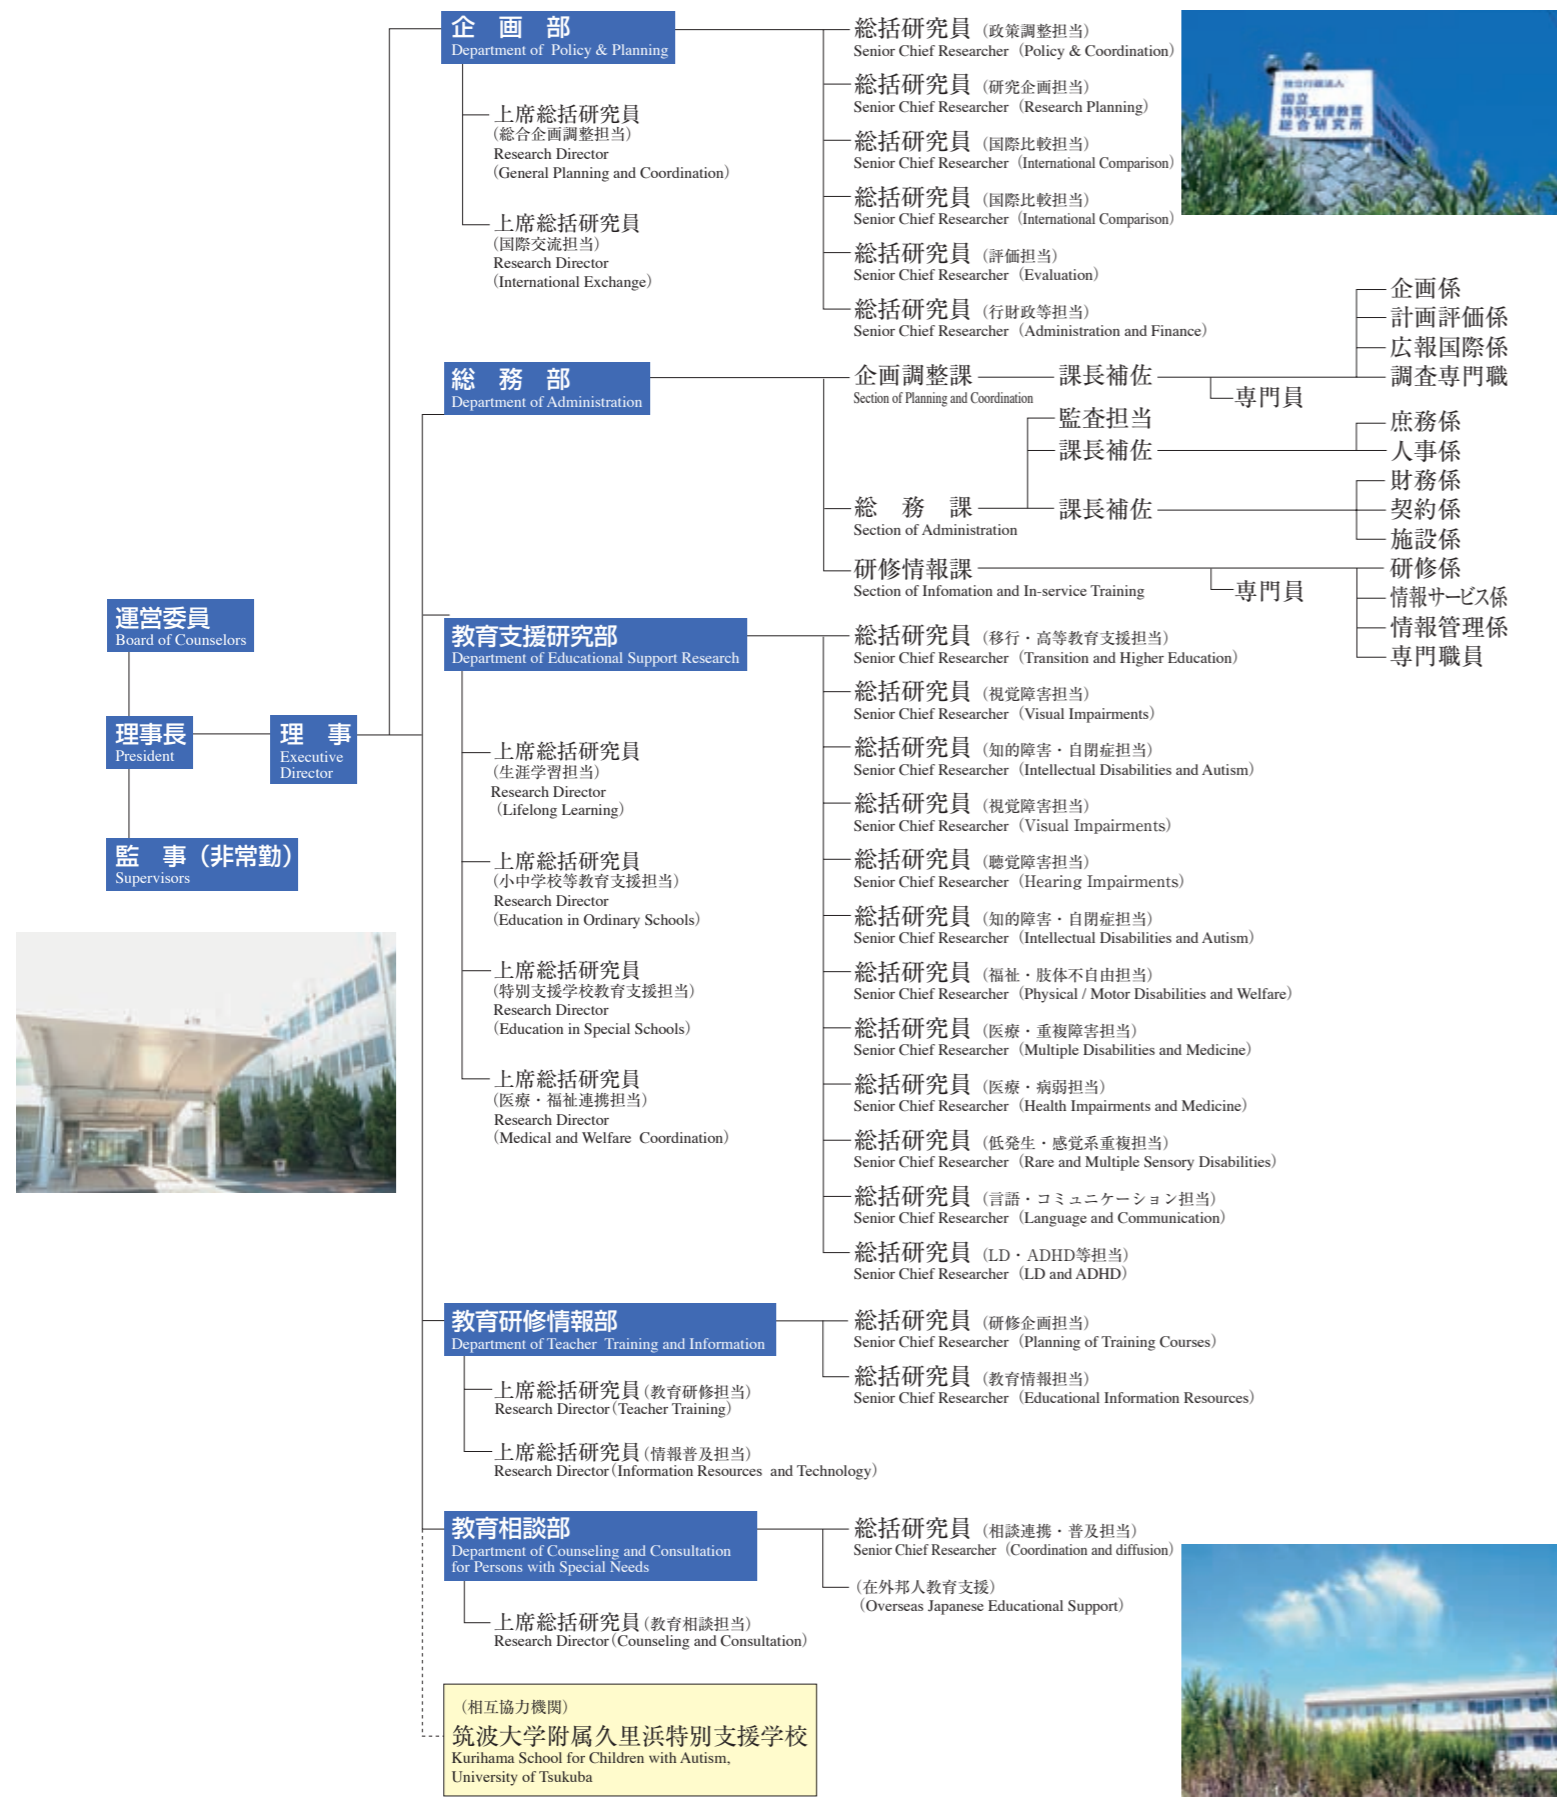 企　画　部
Department of Policy & Planning
上席総括研究員
（総合企画調整担当）
Research Director
（General Planning and Coordination）
上席総括研究員
（国際交流担当）
Research Director
（International Exchange）
総括研究員（政策調整担当）
Senior Chief Researcher（Policy & Coordination）
総括研究員（研究企画担当）
Senior Chief Researcher（Research Planning）
総括研究員（国際比較担当）
Senior Chief Researcher（International Comparison）
総括研究員（国際比較担当）
Senior Chief Researcher（International Comparison）
総括研究員（評価担当）
Senior Chief Researcher（Evaluation）
総括研究員（行財政等担当）
Senior Chief Researcher（Administration and Finance）
独立行政法人
国立
特別支援教育
総合研究所
総　務　部
Department of Administration
企画調整課
Section of Planning and Coordination
課長補佐
専門員
企画係
計画評価係
広報国際係
調査専門職
総　務　課
Section of Administration
監査担当
課長補佐
庶務係
人事係
課長補佐
財務係
契約係
施設係
研修情報課
Section of Infomation and In-service Training
専門員
研修係
情報サービス係
情報管理係
専門職員
運営委員
Board of Counselors
理事長
President
理　事
Executive
Director
監　事（非常勤）
Supervisors
教育支援研究部
Department of Educational Support Research
上席総括研究員
（生涯学習担当）
Research Director
（Lifelong Learning）
上席総括研究員
（小中学校等教育支援担当）
Research Director
（Education in Ordinary Schools）
上席総括研究員
（特別支援学校教育支援担当）
Research Director
（Education in Special Schools）
上席総括研究員
（医療・福祉連携担当）
Research Director
（Medical and Welfare Coordination）
総括研究員（移行・高等教育支援担当）
Senior Chief Researcher（Transition and Higher Education）
総括研究員（視覚障害担当）
Senior Chief Researcher（Visual Impairments）
総括研究員（知的障害・自閉症担当）
Senior Chief Researcher（Intellectual Disabilities and Autism）
総括研究員（視覚障害担当）
Senior Chief Researcher（Visual Impairments）
総括研究員（聴覚障害担当）
Senior Chief Researcher（Hearing Impairments）
総括研究員（知的障害・自閉症担当）
Senior Chief Researcher（Intellectual Disabilities and Autism）
総括研究員（福祉・肢体不自由担当）
Senior Chief Researcher（Physical / Motor Disabilities and Welfare）
総括研究員（医療・重複障害担当）
Senior Chief Researcher（Multiple Disabilities and Medicine）
総括研究員（医療・病弱担当）
Senior Chief Researcher（Health Impairments and Medicine）
総括研究員（低発生・感覚系重複担当）
Senior Chief Researcher（Rare and Multiple Sensory Disabilities）
総括研究員（言語・コミュニケーション担当）
Senior Chief Researcher（Language and Communication）
総括研究員（LD・ADHD等担当）
Senior Chief Researcher（LD and ADHD）
教育研修情報部
Department of Teacher Training and Information
上席総括研究員（教育研修担当）
Research Director（Teacher Training）
上席総括研究員（情報普及担当）
Research Director（Information Resources and Technology）
総括研究員（研修企画担当）
Senior Chief Researcher（Planning of Training Courses）
総括研究員（教育情報担当）
Senior Chief Researcher（Educational Information Resources）
教育相談部
Department of Counseling and Consultation
for Persons with Special Needs
上席総括研究員（教育相談担当）
Research Director（Counseling and Consultation）
総括研究員（相談連携・普及担当）
Senior Chief Researcher（Coordination and diffusion）
（在外邦人教育支援）
（Overseas Japanese Educational Support）
（相互協力機関）
筑波大学附属久里浜特別支援学校
Kurihama School for Children with Autism,
University of Tsukuba